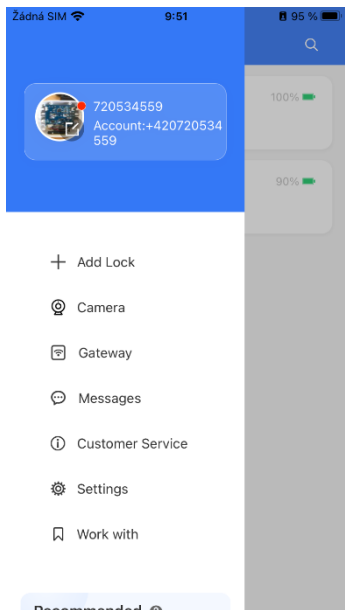 Žádná SIM 9:51 95 %
720534559
Account:+420720534
559
100%
90%
Add Lock
Camera
Gateway
Messages
Customer Service
Settings
Work with
Recommended